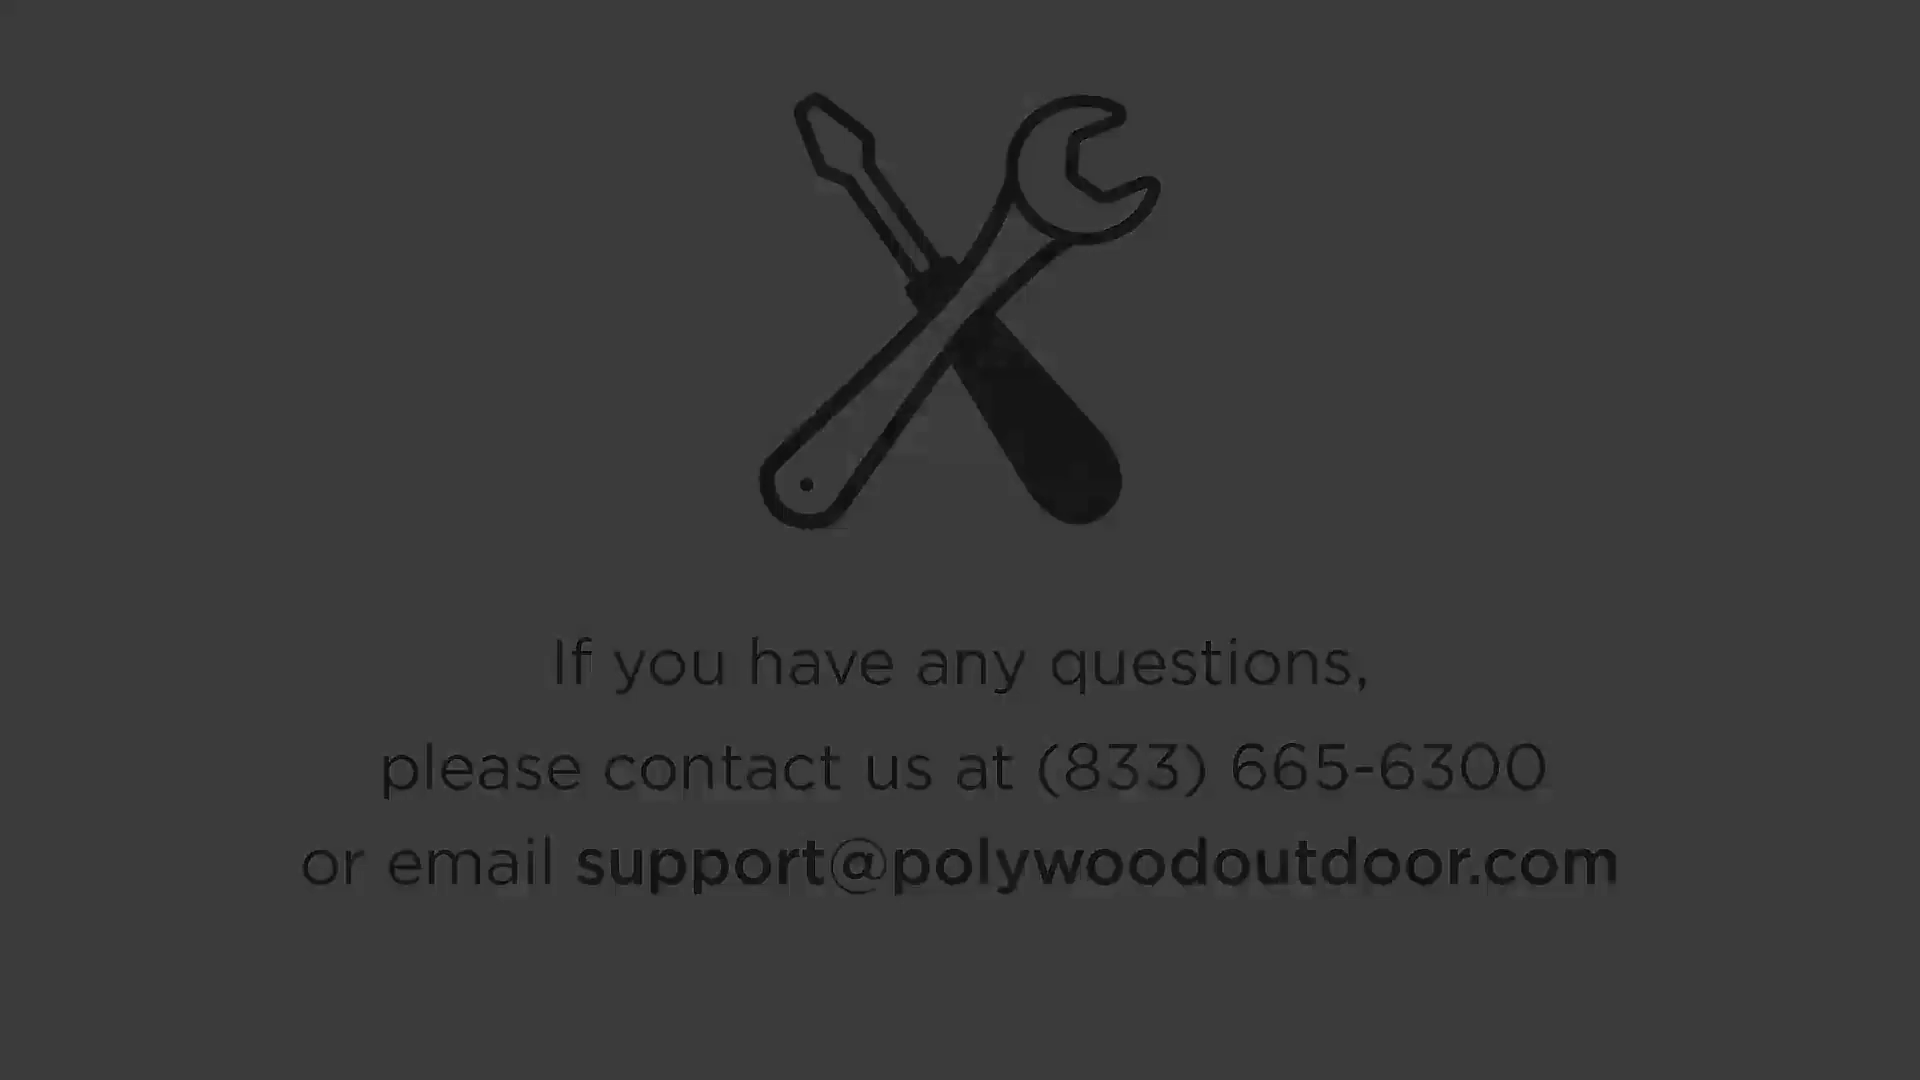 If you have any questions,
please contact us at (833) 665-6300
or email support@polywoodoutdoor.com